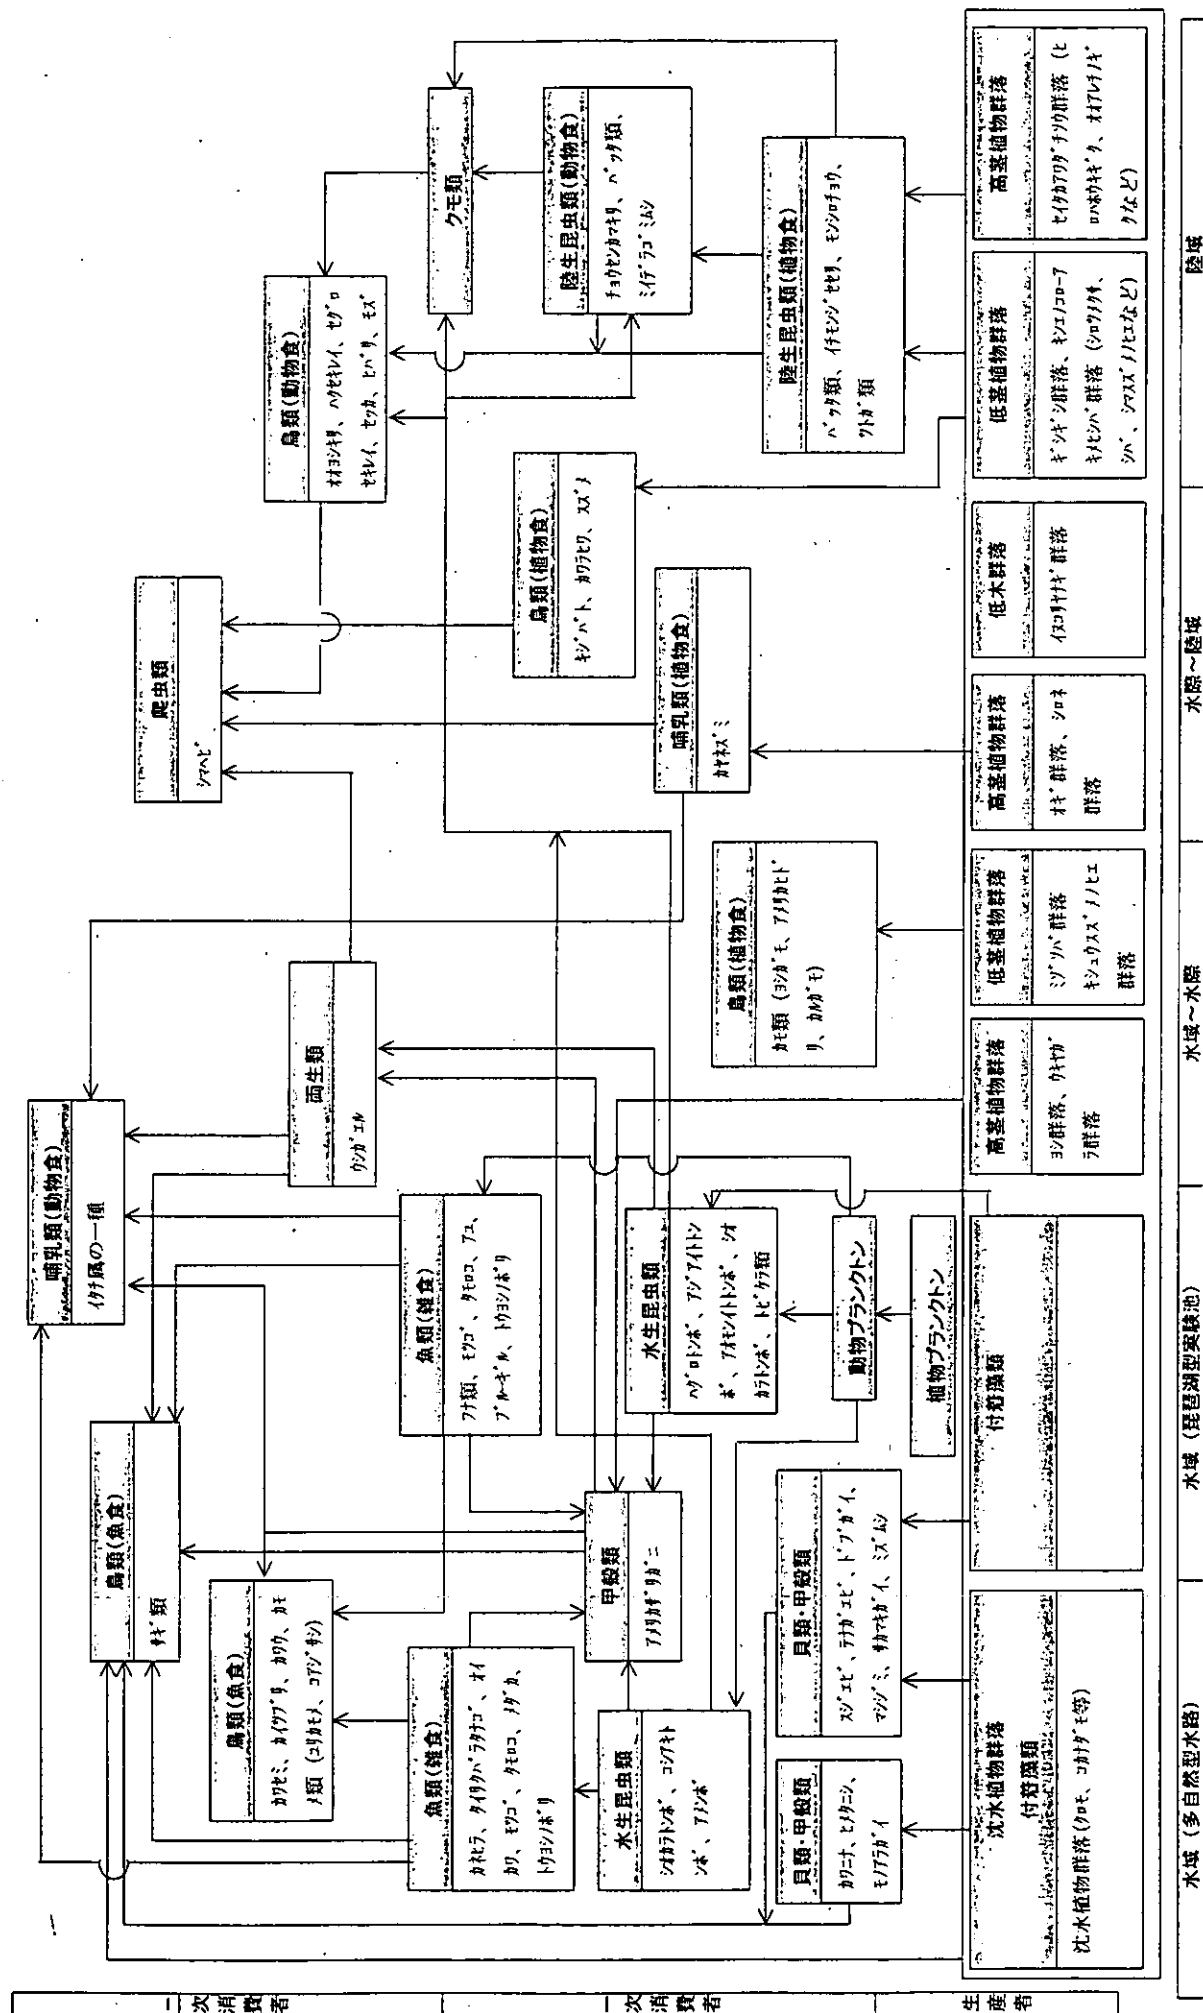 哺乳類(動物食)
イタチ属の一種
鳥類(魚食)
サギ類
爬虫類
シマヘビ
鳥類(魚食)
カワセミ、カイツブリ、カワウ、カモ
メ類(ユリカモメ、コアジサシ)
両生類
ウシガエル
鳥類(動物食)
オオヨシキリ、ハクセキレイ、セグロ
セキレイ、セッカ、ヒバリ、モズ
クモ類
魚類(雑食)
カネヒラ、タイリクバラタナゴ、オイ
カワ、モツゴ、タモロコ、メダカ、
トウヨシノボリ
魚類(雑食)
フナ類、モツゴ、タモロコ、アユ、
ブルーギル、トウヨシノボリ
鳥類(植物食)
キジバト、カワラヒワ、スズメ
陸生昆虫類(動物食)
チョウセンカマキリ、バッタ類、
ミイデラゴミムシ
水生昆虫類
シオカラトンボ、コシアキト
ンボ、アメンボ
甲殻類
アメリカザリガニ
水生昆虫類
ハグロトンボ、アジアイトトン
ボ、アオモンイトトンボ、シオ
カラトンボ、トビケラ類
哺乳類(植物食)
カヤネズミ
鳥類(植物食)
カモ類(ヨシガモ、アメリカヒドリ
リ、カルガモ)
陸生昆虫類(植物食)
バッタ類、イチモンジセセリ、モンシロチョウ、
ツトガ類
貝類・甲殻類
カワニナ、ヒメタニシ、
モノアラガイ
貝類・甲殻類
スジエビ、テナガエビ、ドブガイ、
マシジミ、サカマキガイ、ミズムシ
動物プランクトン
植物プランクトン
沈水植物群落
付着藻類
沈水植物群落(クロモ、コカナダモ等)
付着藻類
高茎植物群落
ヨシ群落、ウキヤガ
ラ群落
低茎植物群落
ミゾソバ群落
キシュウスズメノヒエ
群落
高茎植物群落
オギ群落、シロネ
群落
低木群落
イヌコリヤナギ群落
低茎植物群落
ギシギシ群落、キンエノコローア
キメヒシバ群落(シロツメクサ、
シバ、シマスズメノヒエなど)
高茎植物群落
セイタカアワダチソウ群落(ヒ
ロハホウキギク、オオアレチノギ
クなど)
水域(多自然型水路)
水域(琵琶湖型実験池)
水域～水際
水際～陸域
陸域
二次消費者
一次消費者
生産者